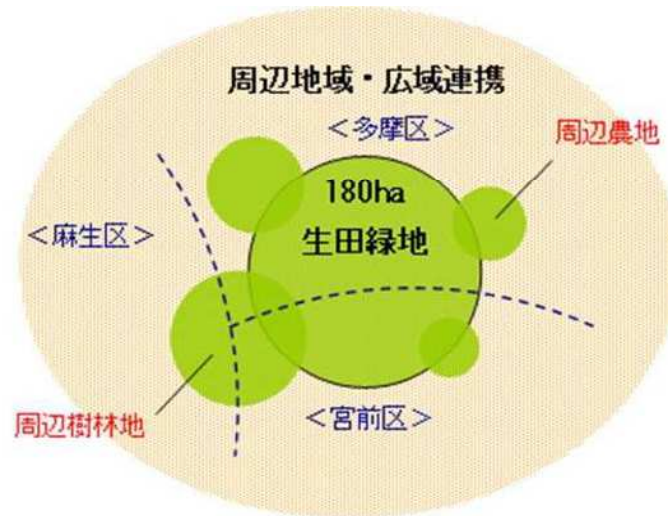 周辺地域・広域連携
＜多摩区＞
周辺農地
180ha
生田緑地
＜麻生区＞
周辺樹林地
＜宮前区＞